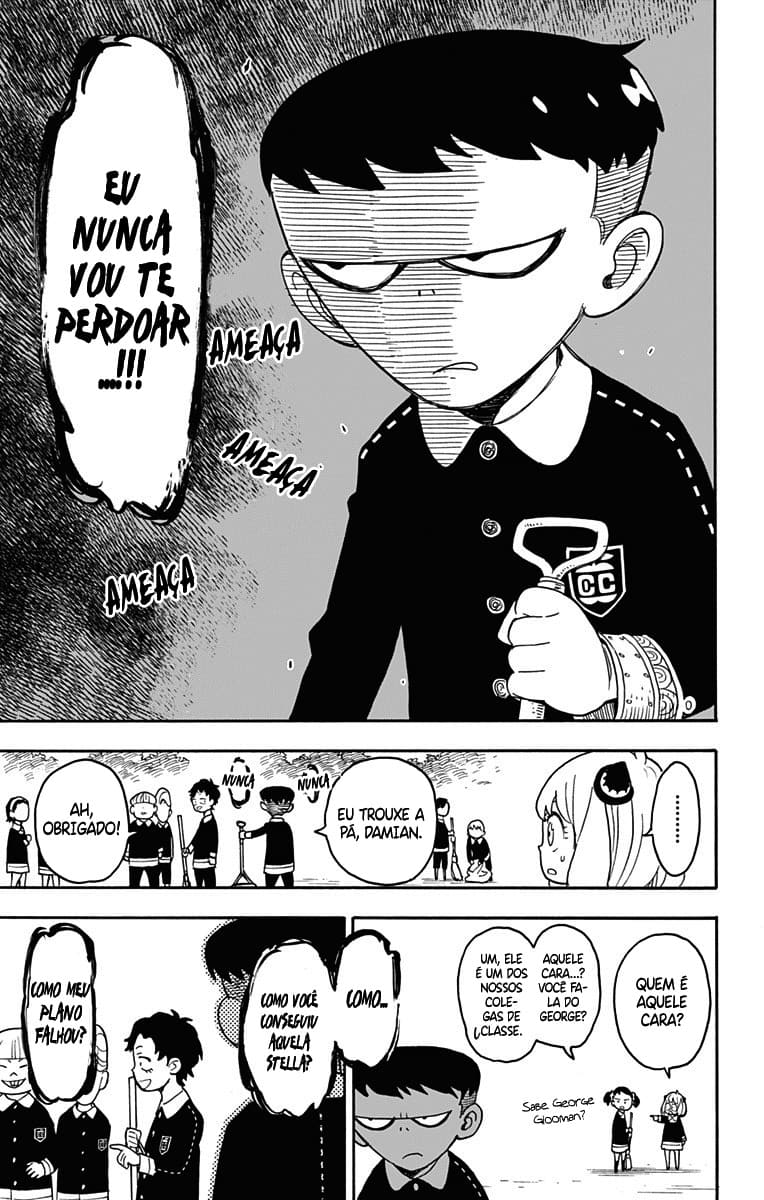 EU
NUNCA
VOU TE
PERDOAR
...!!!
AMEAÇA
AMEAÇA
AMEAÇA
CC
........
EU TROUXE A
PÁ, DAMIAN.
NUNCA
NUNCA
AH,
OBRIGADO!
QUEM É
AQUELE
CARA?
AQUELE
CARA...?
VOCÊ FA-
LA DO
GEORGE?
UM, ELE
É UM DOS
NOSSOS
COLE-
GAS DE
CLASSE.
Sabe George
Glooman?
COMO...
COMO VOCÊ
CONSEGUIU
AQUELA
STELLA?
COMO MEU
PLANO
FALHOU?